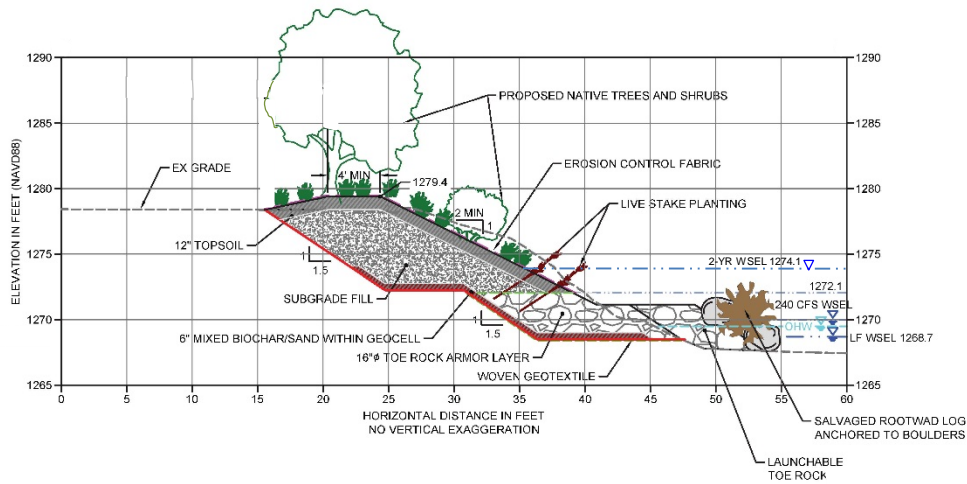 1290
1285
1280
1275
1270
1265
ELEVATION IN FEET (NAVD88)
1290
1285
1280
1275
1270
1265
PROPOSED NATIVE TREES AND SHRUBS
EX GRADE
4' MIN
1279.4
EROSION CONTROL FABRIC
2 MIN
1
LIVE STAKE PLANTING
12" TOPSOIL
1
1.5
2-YR WSEL 1274.1
SUBGRADE FILL
1272.1
240 CFS WSEL
OHW
LF WSEL 1268.7
6" MIXED BIOCHAR/SAND WITHIN GEOCELL
1
1.5
16"Ø TOE ROCK ARMOR LAYER
WOVEN GEOTEXTILE
0 5 10 15 20 25 30 35 40 45 50 55 60
HORIZONTAL DISTANCE IN FEET
NO VERTICAL EXAGGERATION
SALVAGED ROOTWAD LOG
ANCHORED TO BOULDERS
LAUNCHABLE
TOE ROCK